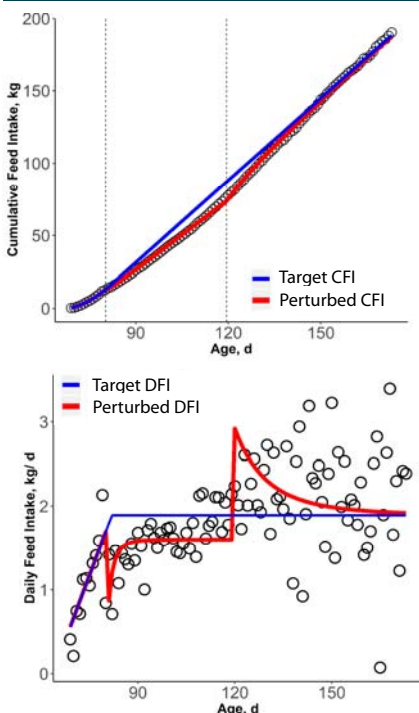 200
150
100
50
0
Cumulative Feed Intake, kg
Target CFI
Perturbed CFI
90
120
150
Age, d
Target DFI
Perturbed DFI
3
2
1
0
Daily Feed Intake, kg/ d
90
120
150
Age, d